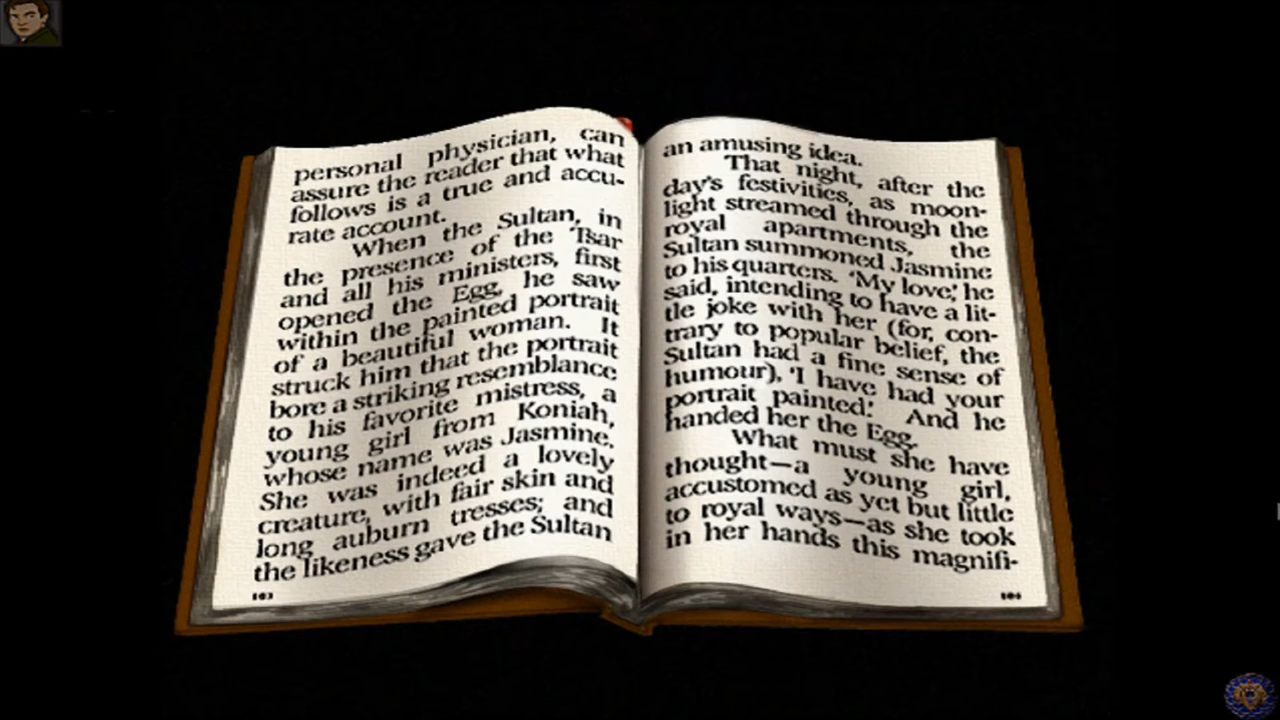 personal physician, can
assure the reader that what
follows is a true and accu-
rate account.
When the Sultan, in
the presence of the Tsar
and all his ministers, first
opened the Egg, he saw
within the painted portrait
of a beautiful woman. It
struck him that the portrait
bore a striking resemblance
to his favorite mistress, a
young girl from Koniah,
whose name was Jasmine.
She was indeed a lovely
creature, with fair skin and
long auburn tresses; and
the likeness gave the Sultan
103
an amusing idea.
That night, after the
day's festivities, as moon-
light streamed through the
royal apartments, the
Sultan summoned Jasmine
to his quarters. 'My love,' he
said, intending to have a lit-
tle joke with her (for, con-
trary to popular belief, the
Sultan had a fine sense of
humour), 'I have had your
portrait painted.' And he
handed her the Egg.
What must she have
thought—a young girl,
accustomed as yet but little
to royal ways—as she took
in her hands this magnifi-
104